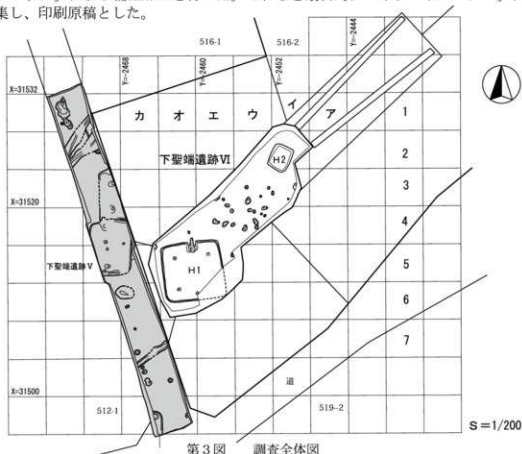 集し、印刷原稿とした。
516-1
516-2
Y=-2468
Y=-2460
Y=-2452
Y=-2444
X=31532
カ オ エ ウ イ ア
1
下聖端遺跡Ⅵ
H2
2
3
X=31520
4
下聖端遺跡Ⅴ
H1
5
6
7
X=31500
道
512-1
519-2
S=1/200
第3図 調査全体図